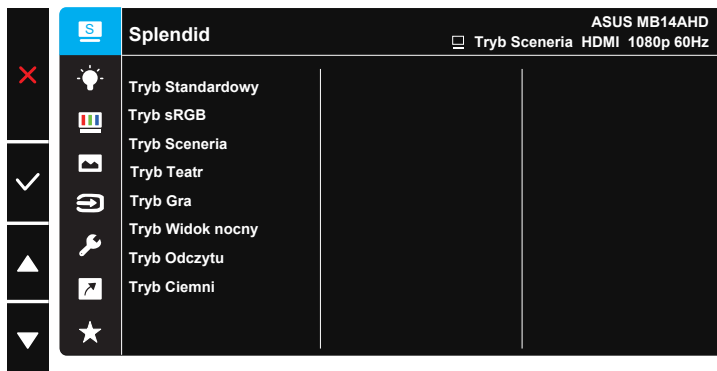 S
Splendid
ASUS MB14AHD
Tryb Sceneria HDMI 1080p 60Hz
Tryb Standardowy
Tryb sRGB
Tryb Sceneria
Tryb Teatr
Tryb Gra
Tryb Widok nocny
Tryb Odczytu
Tryb Ciemni